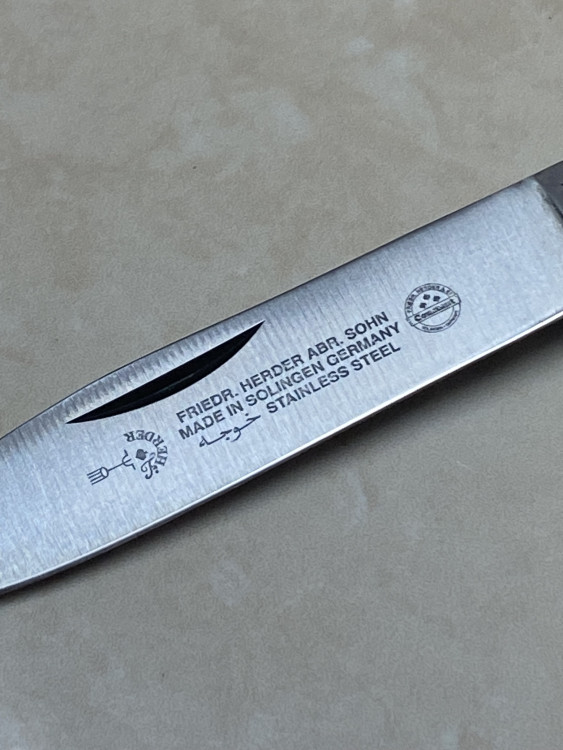 FRIEDR. HERDER ABR. SOHN
MADE IN SOLINGEN GERMANY
خوجه STAINLESS STEEL
HERDER